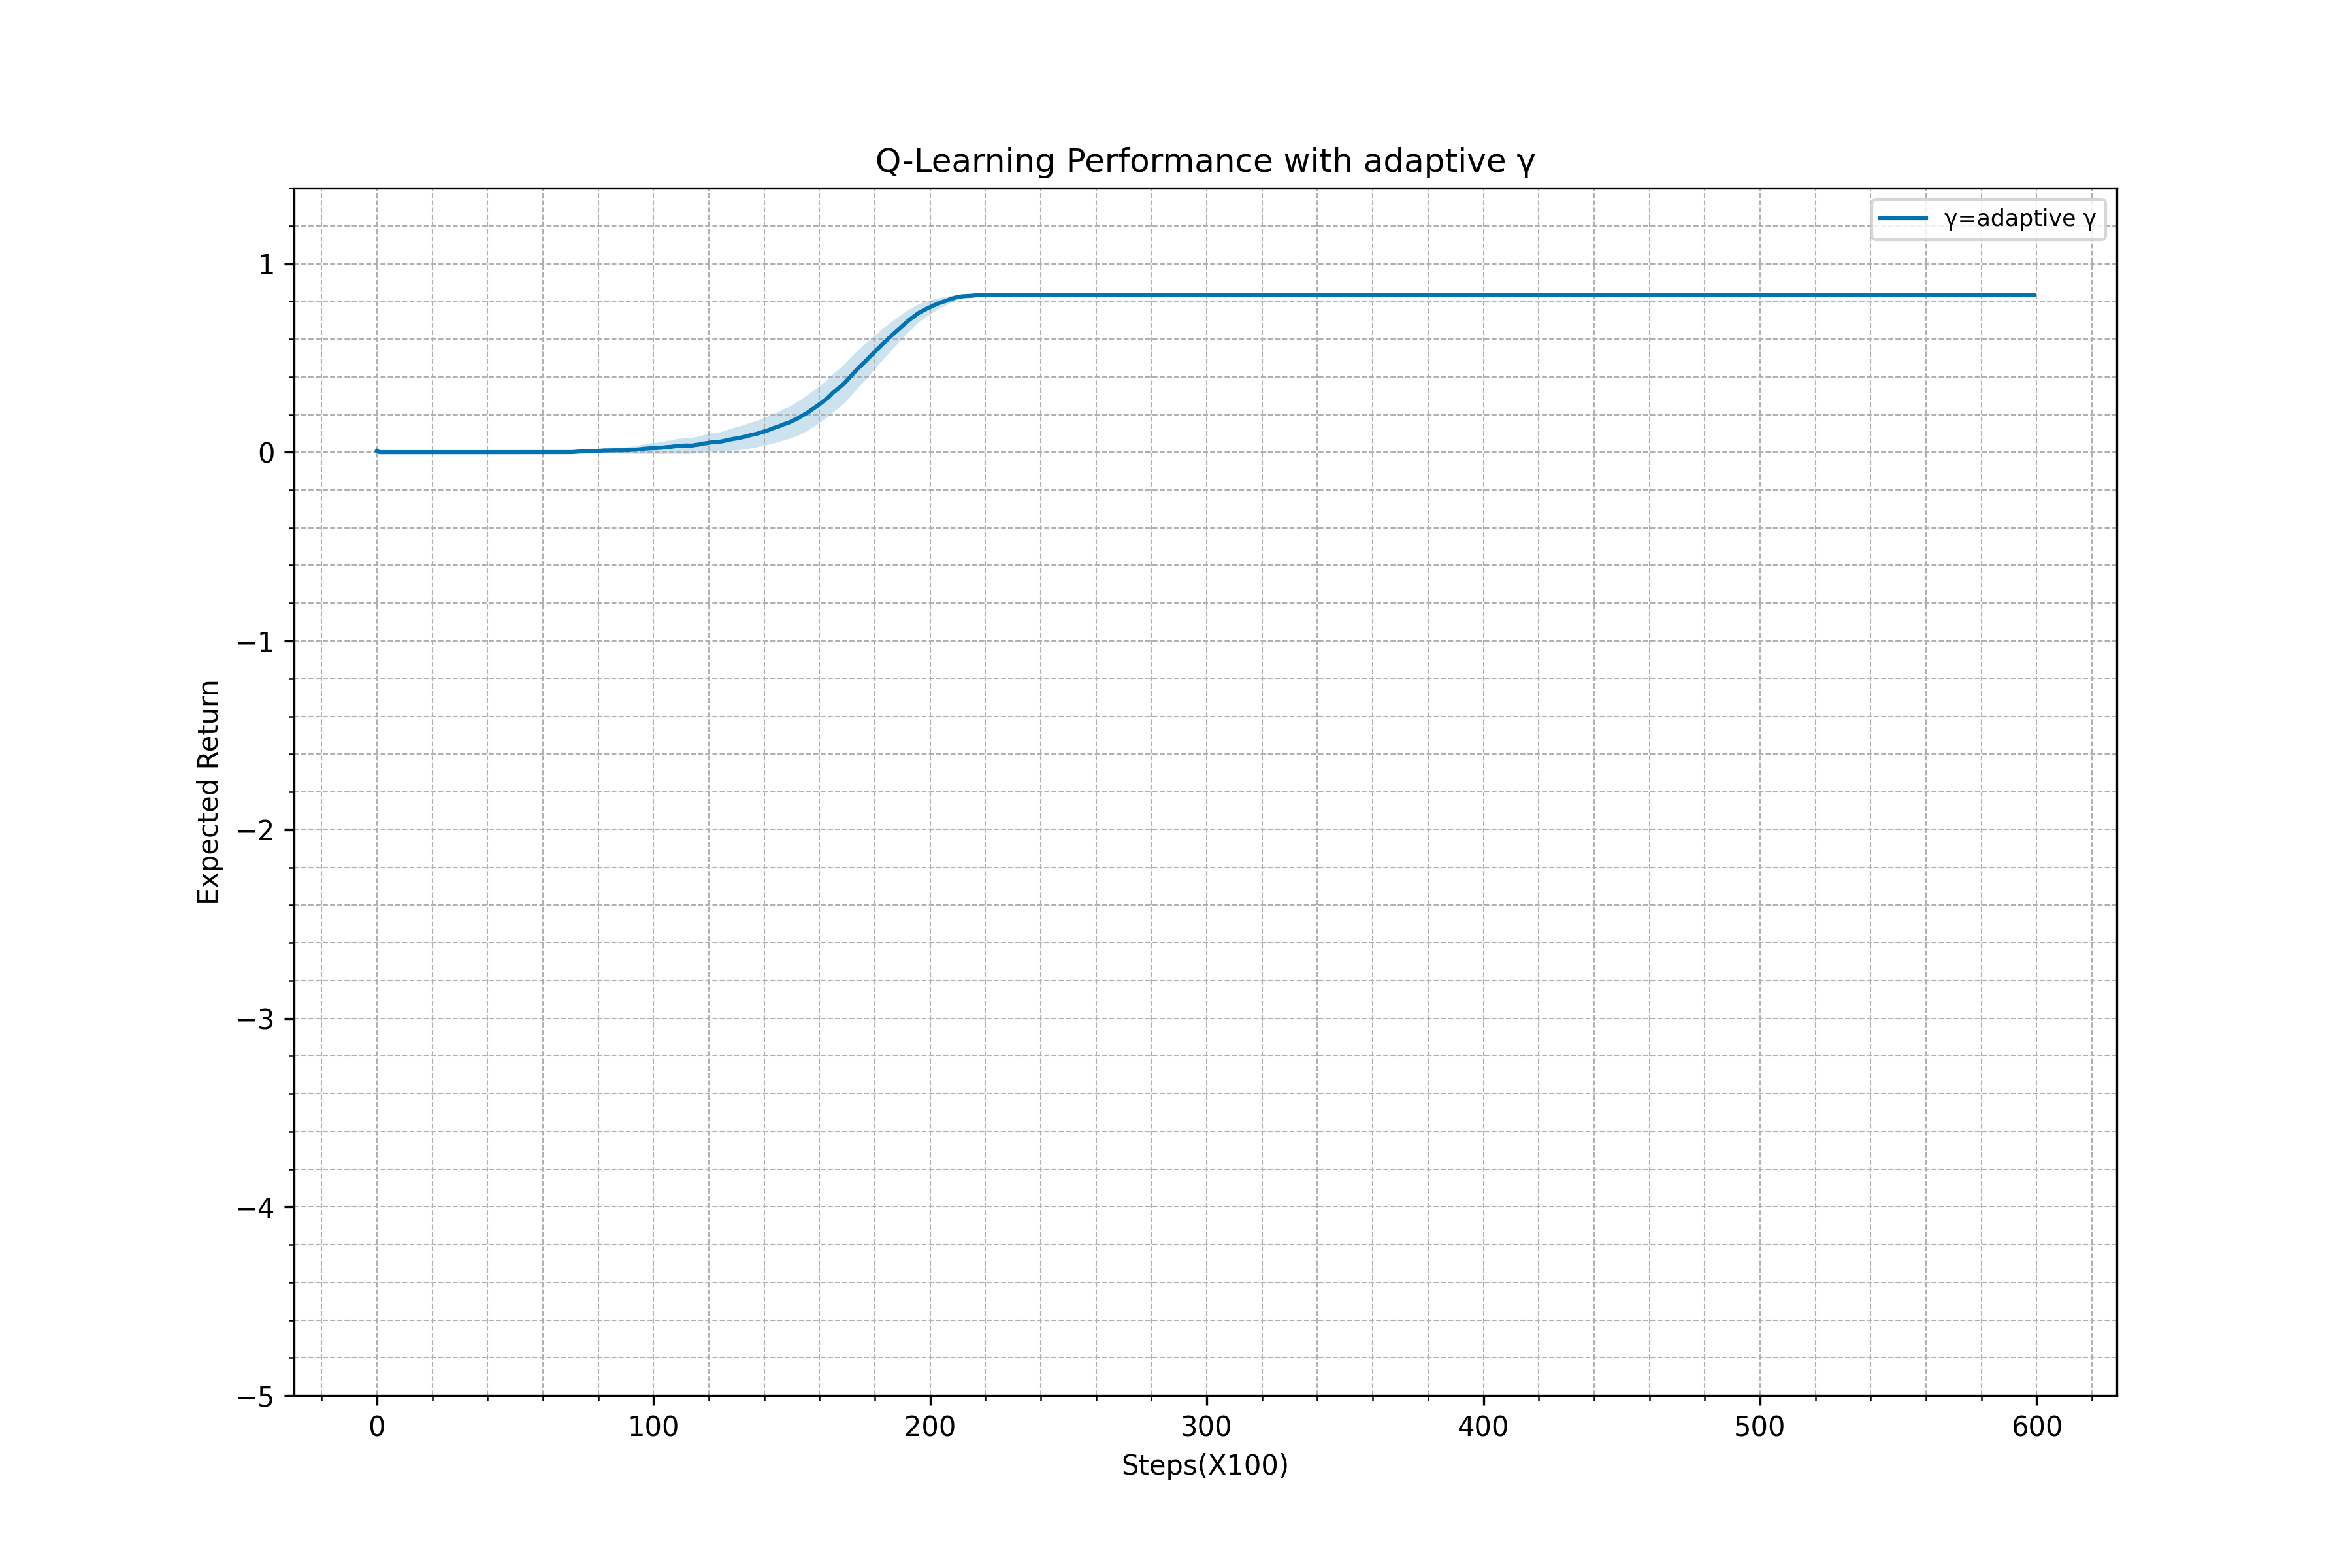 Q-Learning Performance with adaptive γ
γ=adaptive γ
1
0
−1
−2
−3
−4
−5
Expected Return
0 100 200 300 400 500 600
Steps(X100)